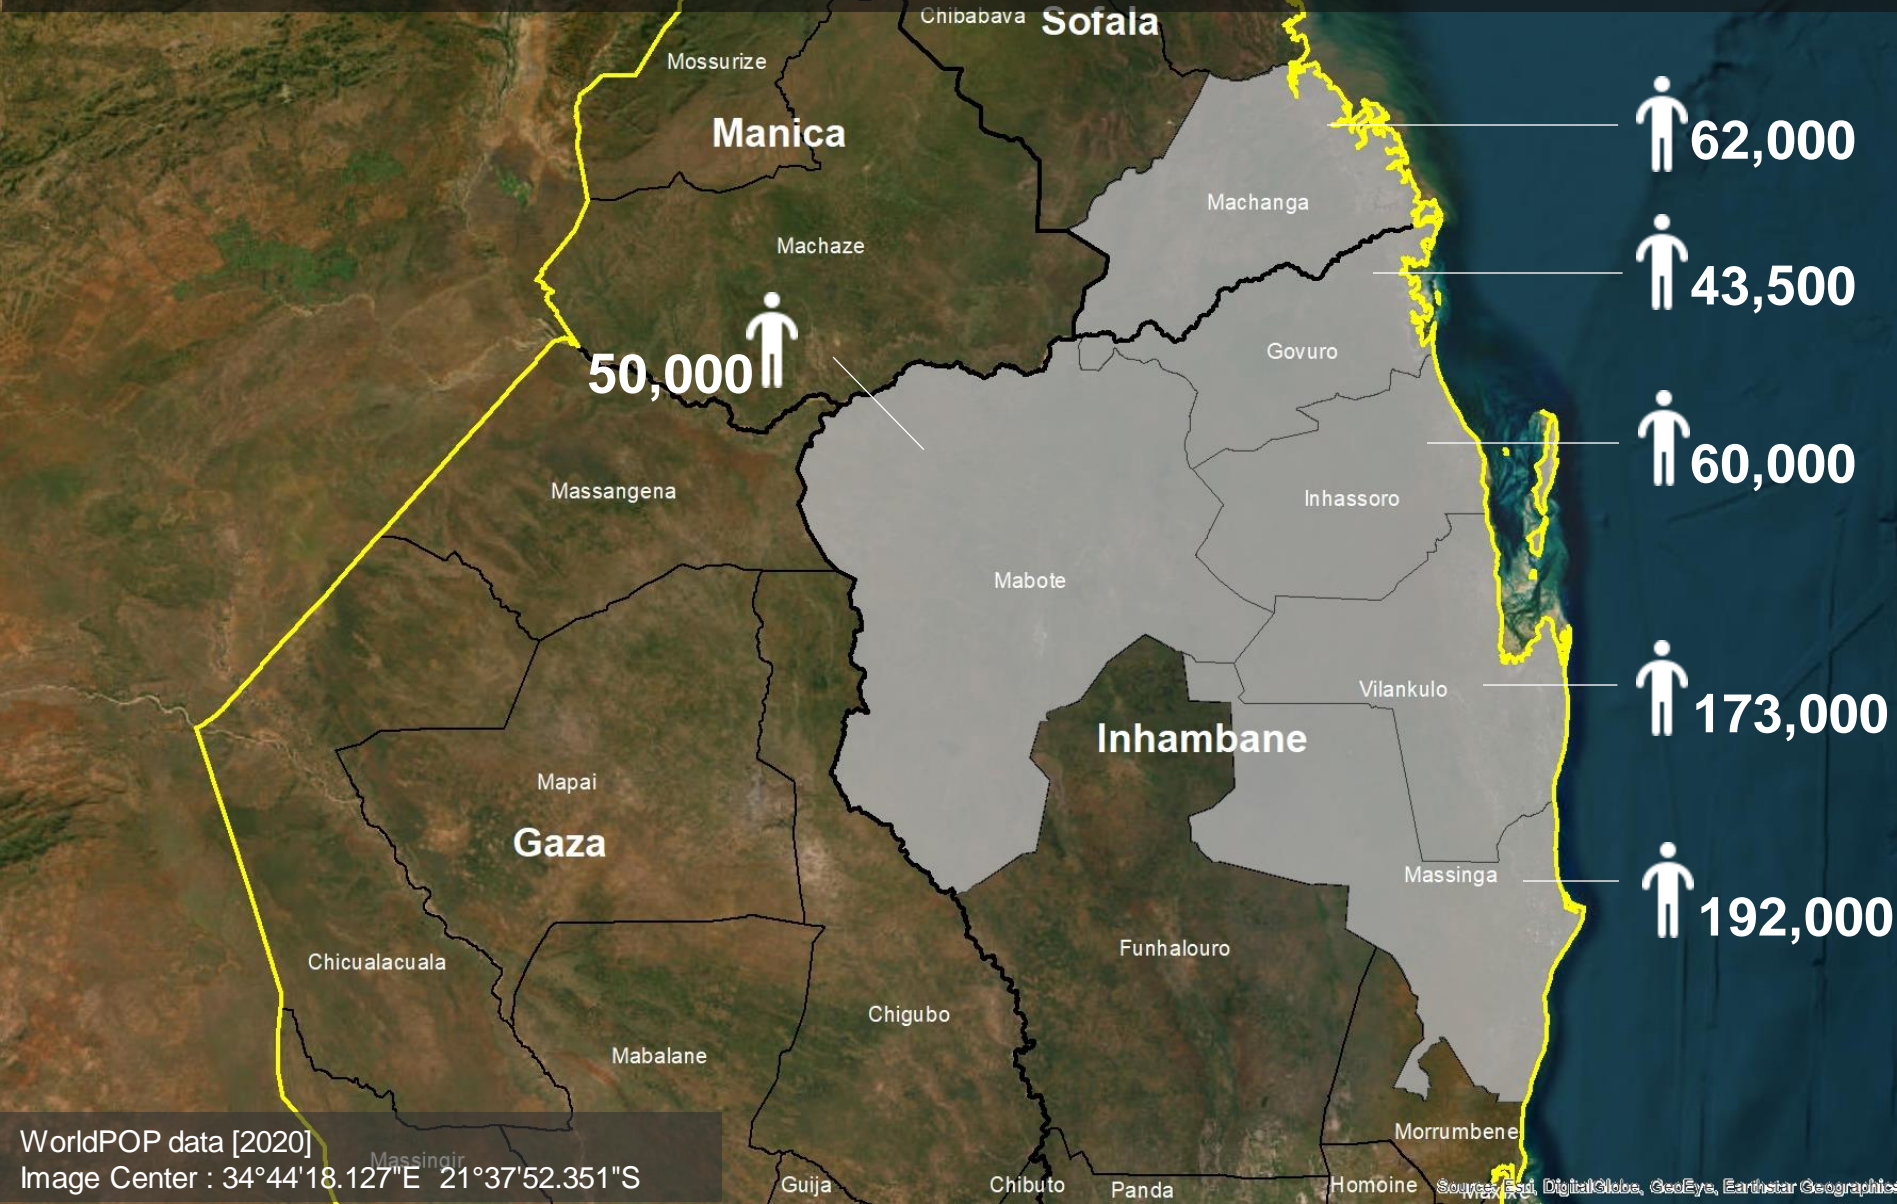 Chibabava
Sofala
Mossurize
Manica
62,000
Machanga
Machaze
43,500
Govuro
50,000
60,000
Massangena
Inhassoro
Mabote
Vilankulo
173,000
Inhambane
Mapai
Gaza
Massinga
192,000
Funhalouro
Chicualacuala
Chigubo
Mabalane
Morrumbene
WorldPOP data [2020]
Massingir
Image Center : 34°44'18.127"E 21°37'52.351"S
Guija
Chibuto
Panda
Homoine
Source: Esri, DigitalGlobe, GeoEye, Earthstar Geographics